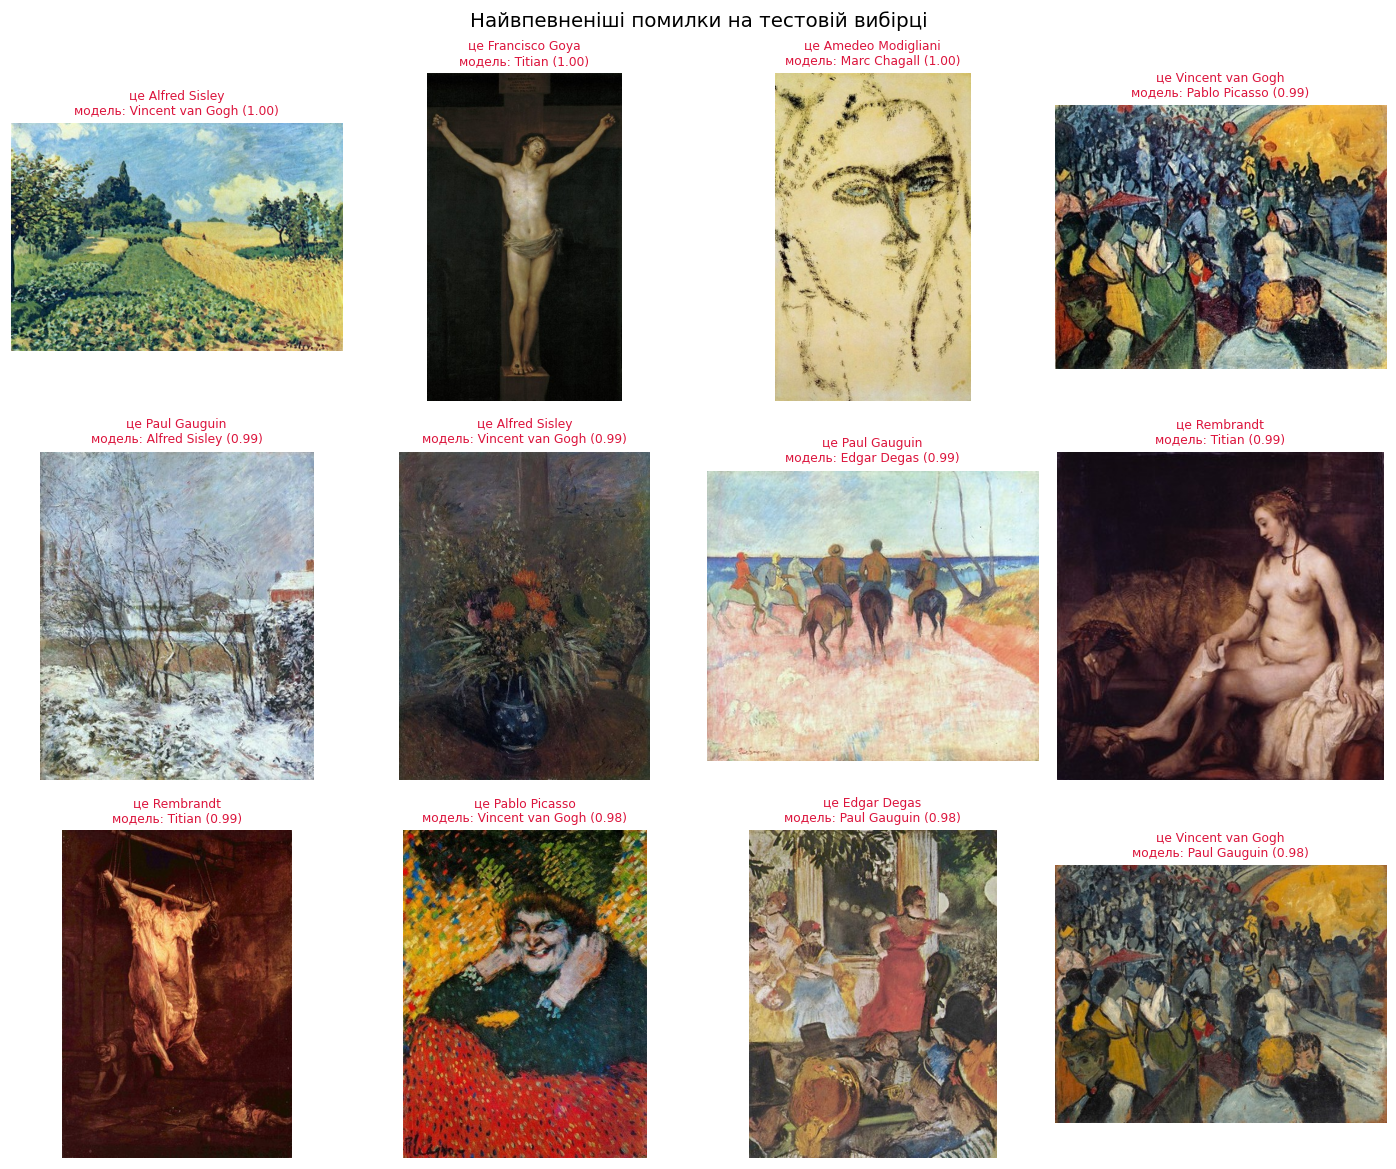 Найвпевненіші помилки на тестовій вибірці
це Alfred Sisley
модель: Vincent van Gogh (1.00)
це Francisco Goya
модель: Titian (1.00)
це Amedeo Modigliani
модель: Marc Chagall (1.00)
це Vincent van Gogh
модель: Pablo Picasso (0.99)
це Paul Gauguin
модель: Alfred Sisley (0.99)
це Alfred Sisley
модель: Vincent van Gogh (0.99)
це Paul Gauguin
модель: Edgar Degas (0.99)
це Rembrandt
модель: Titian (0.99)
це Rembrandt
модель: Titian (0.99)
це Pablo Picasso
модель: Vincent van Gogh (0.98)
це Edgar Degas
модель: Paul Gauguin (0.98)
це Vincent van Gogh
модель: Paul Gauguin (0.98)